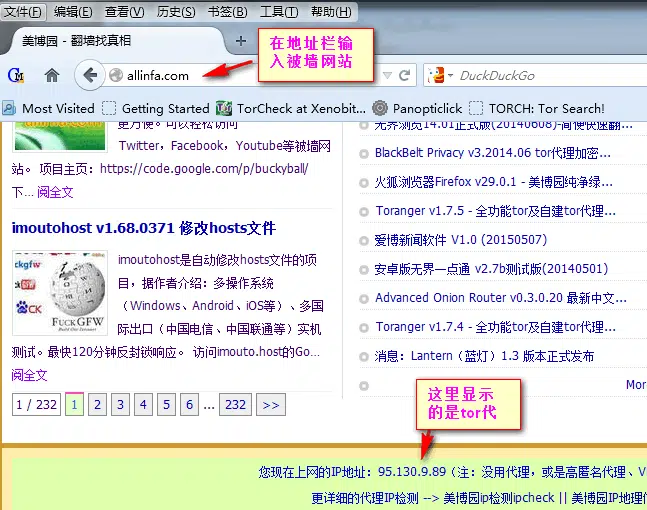 文件(F) 编辑(E) 查看(V) 历史(S) 书签(B) 工具(T) 帮助(H)
美博园 - 翻墙找真相
在地址栏输
入被墙网站
allinfa.com
DuckDuckGo
Most Visited Getting Started TorCheck at Xenobit... Panopticlick TORCH: Tor Search!
更方便。可以轻松访问
Twitter，Facebook，Youtube等被墙网
站。 项目主页：https://code.google.com/p/buckyball/
下... 阅全文
imoutohost v1.68.0371 修改hosts文件
ckgfw
FUCKGFW
imoutohost是自动修改hosts文件的项
目，据作者介绍：多操作系统
（Windows、Android、iOS等）、多国
际出口（中国电信、中国联通等）实机
测试。最快120分钟反封锁响应。 访问imouto.host的Go...
阅全文
1 / 232 1 2 3 4 5 6 ... 232 >>
无界浏览14.01正式版(20140608)-简便快速翻...
BlackBelt Privacy v3.2014.06 tor代理加密...
火狐浏览器Firefox v29.0.1 - 美博园纯净绿...
Toranger v1.7.5 - 全功能tor及自建tor代理...
爱博新闻软件 V1.0 (20150507)
安卓版无界一点通 v2.7b测试版(20140501)
Advanced Onion Router v0.3.0.20 最新中文...
Toranger v1.7.4 - 全功能tor及自建tor代理...
消息：Lantern（蓝灯）1.3 版本正式发布
Mor
这里显示
的是tor代
您现在上网的IP地址：95.130.9.89（注：没用代理，或是高匿名代理、V
更详细的代理IP检测 --> 美博园ip检测ipcheck || 美博园IP地理